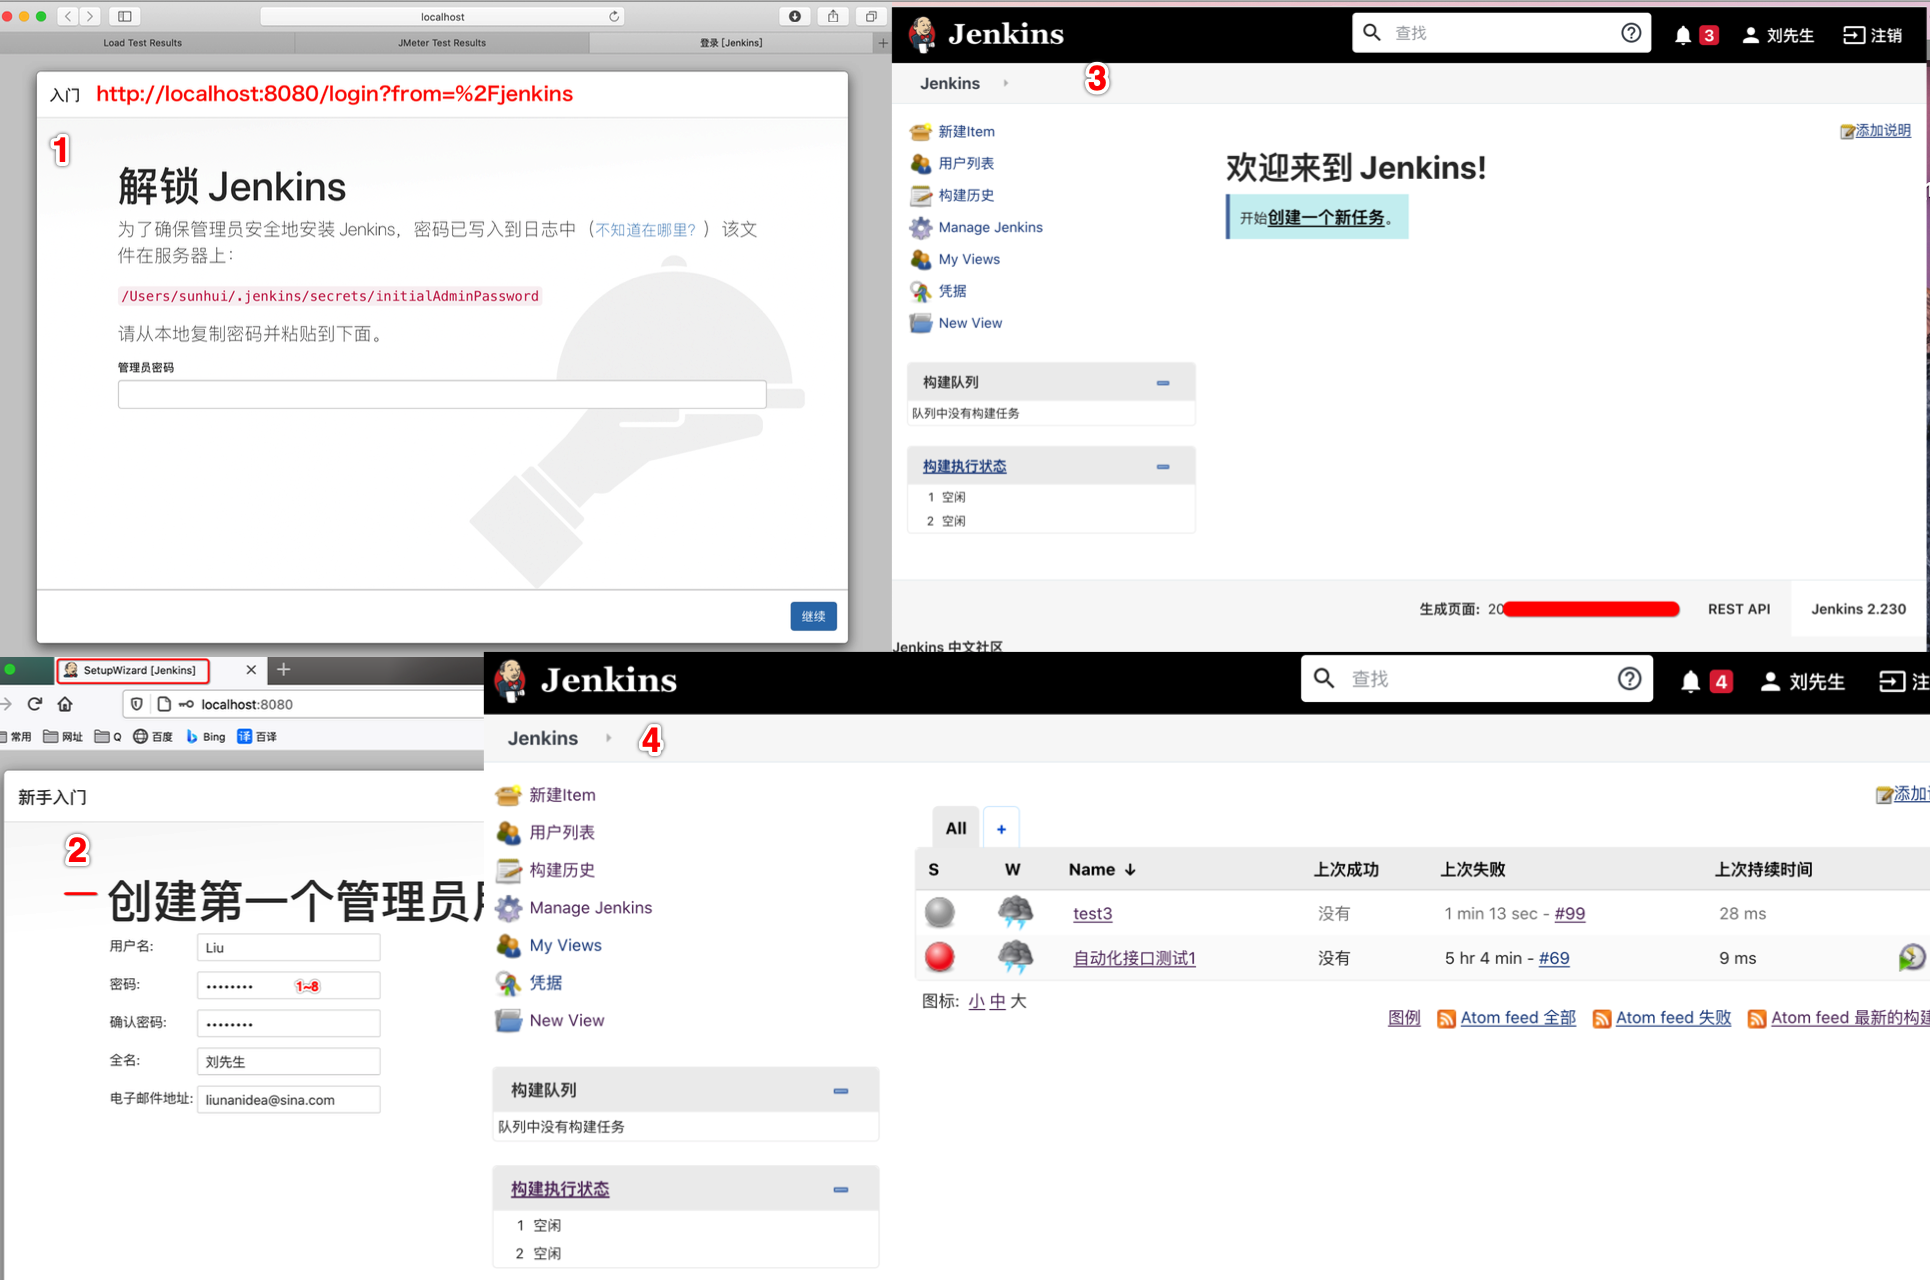 localhost
Load Test Results
JMeter Test Results
登录 [Jenkins]
入门 http://localhost:8080/login?from=%2Fjenkins
1
解锁 Jenkins
为了确保管理员安全地安装 Jenkins，密码已写入到日志中（不知道在哪里？）该文
件在服务器上：
/Users/sunhui/.jenkins/secrets/initialAdminPassword
请从本地复制密码并粘贴到下面。
管理员密码
继续
Jenkins
查找
3
刘先生
注销
Jenkins
3
新建Item
用户列表
构建历史
Manage Jenkins
My Views
凭据
New View
添加说明
欢迎来到 Jenkins!
开始创建一个新任务。
构建队列
队列中没有构建任务
构建执行状态
1 空闲
2 空闲
生成页面: 20
REST API
Jenkins 2.230
Jenkins 中文社区
SetupWizard [Jenkins]
localhost:8080
常用
网址
Q
百度
Bing
译 百译
新手入门
2
创建第一个管理员用
用户名: Liu
密码: •••••••• 1~8
确认密码: ••••••••
全名: 刘先生
电子邮件地址: liunanidea@sina.com
Jenkins
查找
4
刘先生
注
Jenkins
4
新建Item
用户列表
构建历史
Manage Jenkins
My Views
凭据
New View
添加
All +
S W Name ↓ 上次成功 上次失败 上次持续时间
test3 没有 1 min 13 sec - #99 28 ms
自动化接口测试1 没有 5 hr 4 min - #69 9 ms
图标: 小 中 大
图例 Atom feed 全部 Atom feed 失败 Atom feed 最新的构建
构建队列
队列中没有构建任务
构建执行状态
1 空闲
2 空闲